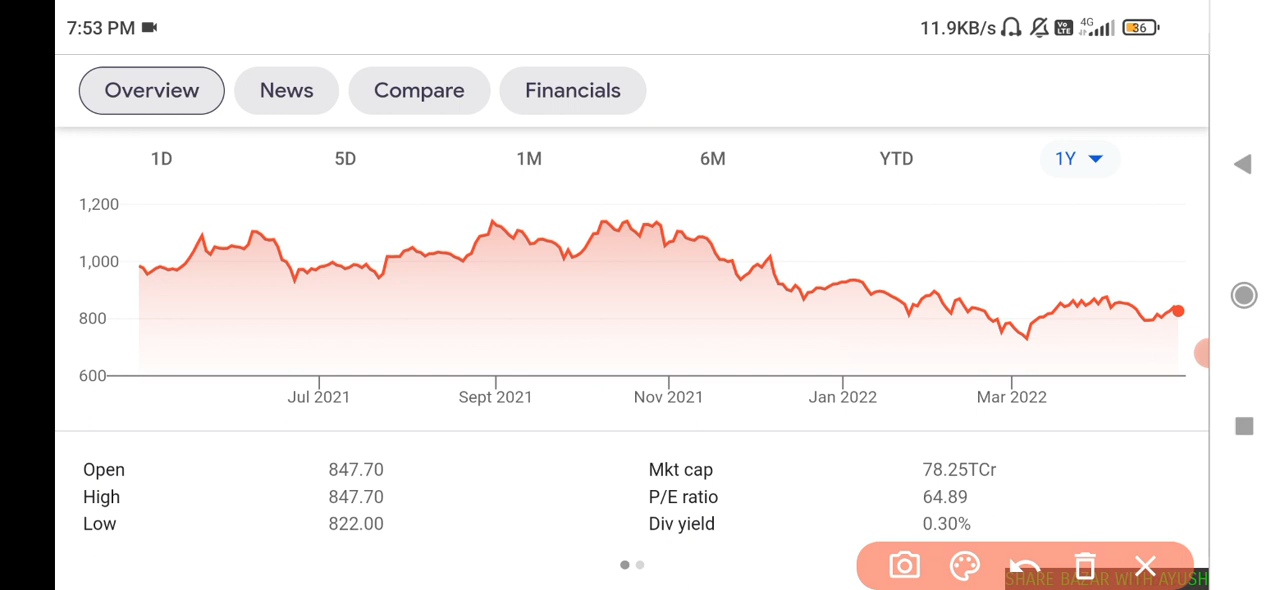 7:53 PM 11.9KB/s Vo LTE 4G 36
Overview News Compare Financials
1D 5D 1M 6M YTD 1Y
1,200
1,000
800
600
Jul 2021 Sept 2021 Nov 2021 Jan 2022 Mar 2022
Open 847.70 Mkt cap 78.25TCr
High 847.70 P/E ratio 64.89
Low 822.00 Div yield 0.30%
SHARE BAZAR WITH AYUSH